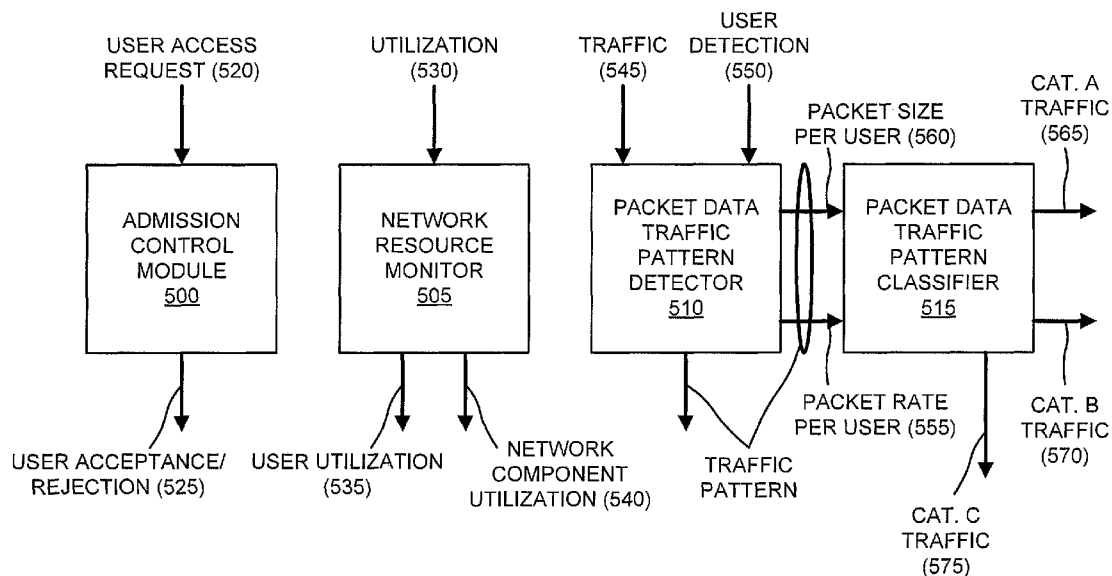 USER ACCESS
REQUEST (520)
UTILIZATION
(530)
TRAFFIC
(545)
USER
DETECTION
(550)
PACKET SIZE
PER USER (560)
CAT. A
TRAFFIC
(565)
ADMISSION
CONTROL
MODULE
500
NETWORK
RESOURCE
MONITOR
505
PACKET DATA
TRAFFIC
PATTERN
DETECTOR
510
PACKET DATA
TRAFFIC
PATTERN
CLASSIFIER
515
USER ACCEPTANCE/
REJECTION (525)
USER UTILIZATION
(535)
NETWORK
COMPONENT
UTILIZATION (540)
TRAFFIC
PATTERN
PACKET RATE
PER USER (555)
CAT. B
TRAFFIC
(570)
CAT. C
TRAFFIC
(575)